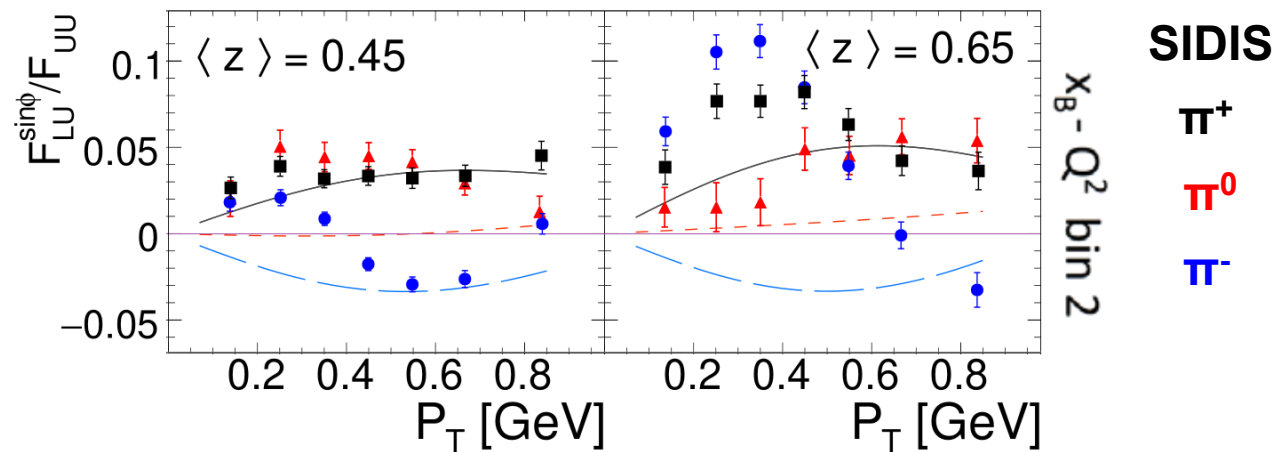 F_LU^sinϕ/F_UU
0.1
0.05
0
−0.05
⟨ z ⟩ = 0.45
⟨ z ⟩ = 0.65
0.2 0.4 0.6 0.8
0.2 0.4 0.6 0.8
P_T [GeV]
P_T [GeV]
x_B - Q² bin 2
SIDIS
π⁺
π⁰
π⁻